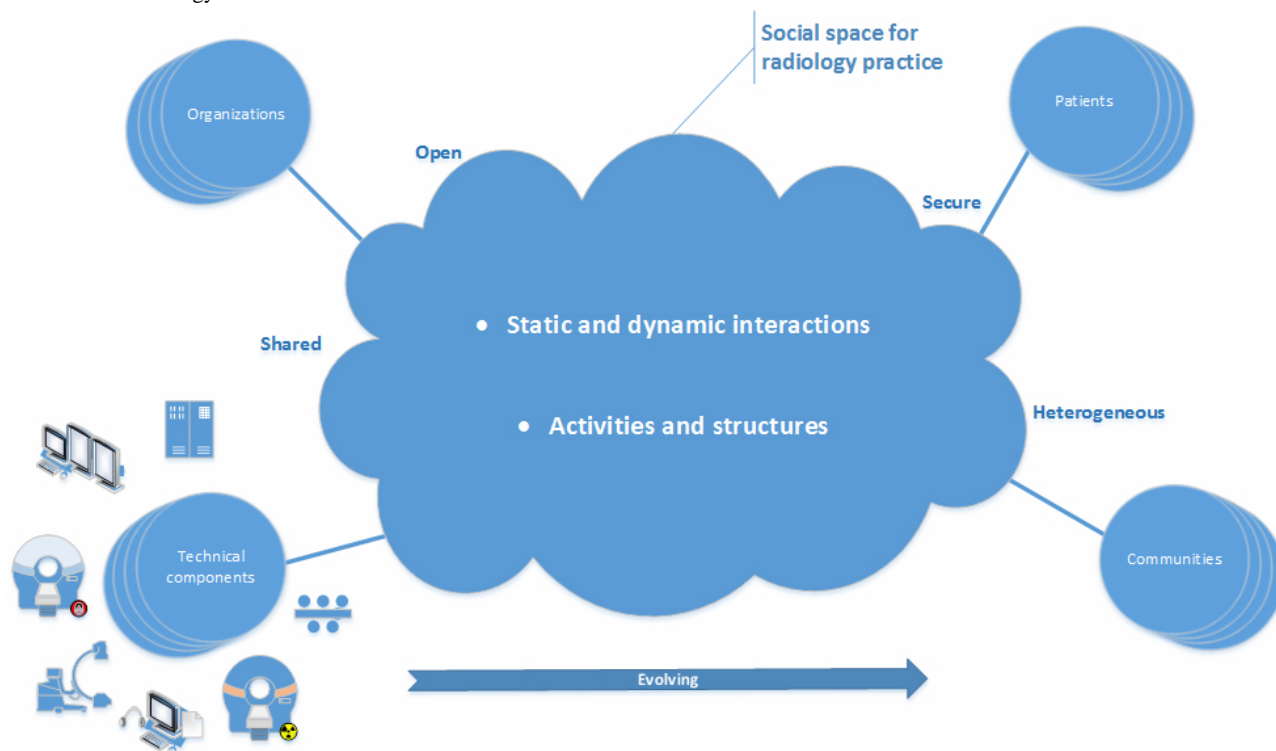 Social space for
radiology practice
Organizations
Patients
Open
Secure
• Static and dynamic interactions
Shared
• Activities and structures
Heterogeneous
Technical
components
Communities
Evolving